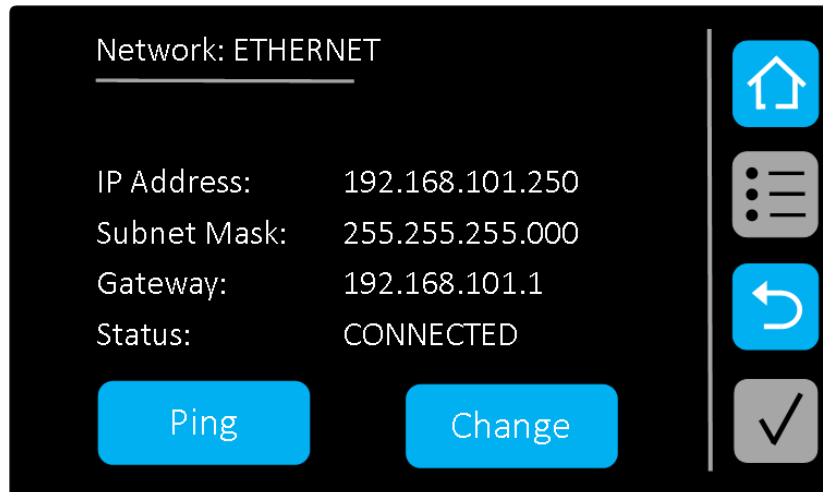 Network: ETHERNET
IP Address: 192.168.101.250
Subnet Mask: 255.255.255.000
Gateway: 192.168.101.1
Status: CONNECTED
Ping Change